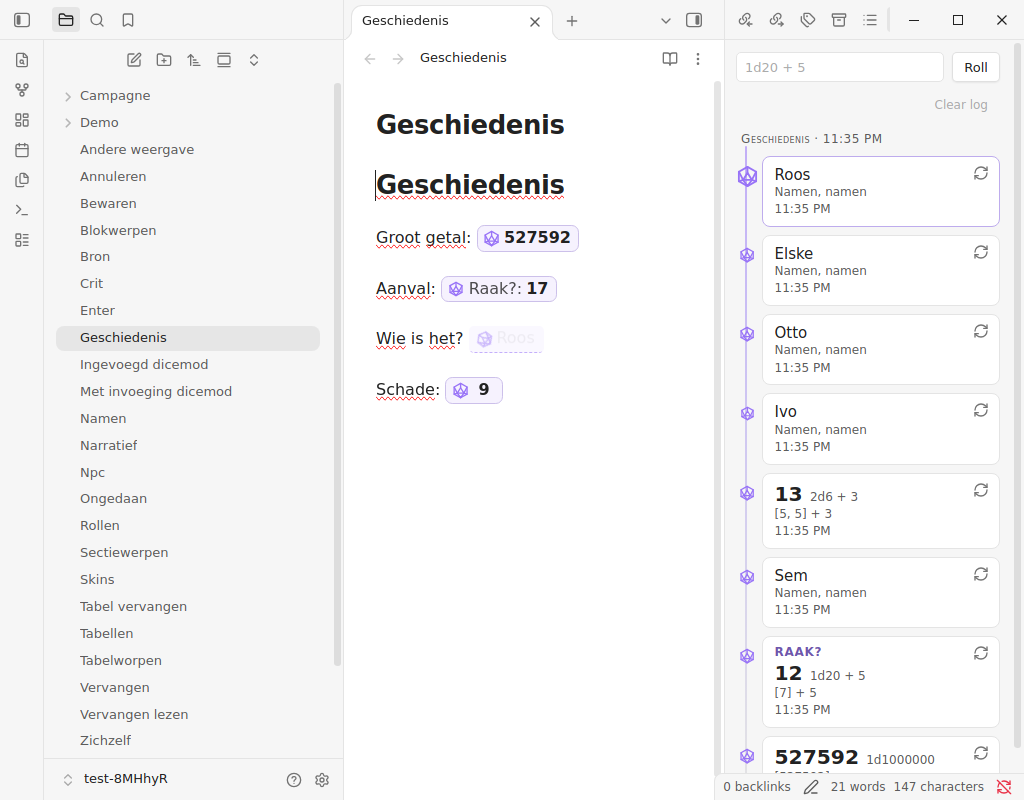 Geschiedenis
Campagne
Demo
Andere weergave
Annuleren
Bewaren
Blokwerpen
Bron
Crit
Enter
Geschiedenis
Ingevoegd dicemod
Met invoeging dicemod
Namen
Narratief
Npc
Ongedaan
Rollen
Sectiewerpen
Skins
Tabel vervangen
Tabellen
Tabelworpen
Vervangen
Vervangen lezen
Zichzelf
test-8MHhyR
Geschiedenis
Geschiedenis
Geschiedenis
Groot getal: 527592
Aanval: Raak?: 17
Wie is het? Roos
Schade: 9
1d20 + 5
Roll
Clear log
Geschiedenis · 11:35 PM
Roos
Namen, namen
11:35 PM
Elske
Namen, namen
11:35 PM
Otto
Namen, namen
11:35 PM
Ivo
Namen, namen
11:35 PM
13 2d6 + 3
[5, 5] + 3
11:35 PM
Sem
Namen, namen
11:35 PM
RAAK?
12 1d20 + 5
[7] + 5
11:35 PM
527592 1d1000000
0 backlinks 21 words 147 characters